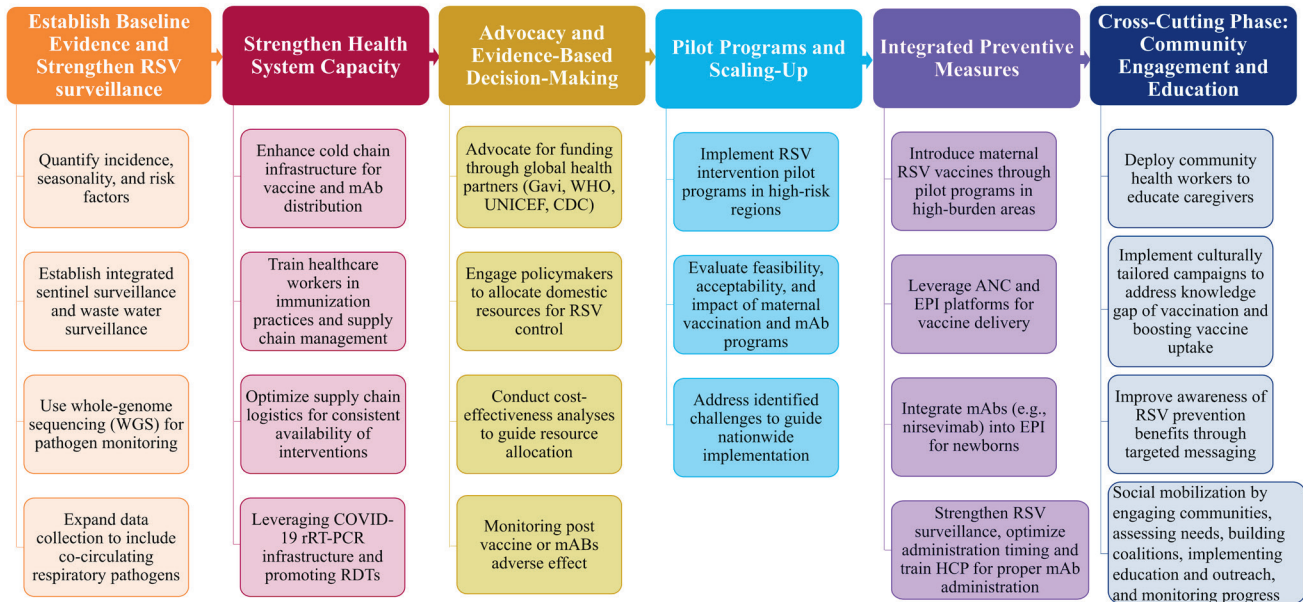 Establish Baseline
Evidence and
Strengthen RSV
surveillance
Quantify incidence,
seasonality, and risk
factors
Establish integrated
sentinel surveillance
and waste water
surveillance
Use whole-genome
sequencing (WGS) for
pathogen monitoring
Expand data
collection to include
co-circulating
respiratory pathogens
Strengthen Health
System Capacity
Enhance cold chain
infrastructure for
vaccine and mAb
distribution
Train healthcare
workers in
immunization
practices and supply
chain management
Optimize supply chain
logistics for consistent
availability of
interventions
Leveraging COVID-
19 rRT-PCR
infrastructure and
promoting RDTs
Advocacy and
Evidence-Based
Decision-Making
Advocate for funding
through global health
partners (Gavi, WHO,
UNICEF, CDC)
Engage policymakers
to allocate domestic
resources for RSV
control
Conduct cost-
effectiveness analyses
to guide resource
allocation
Monitoring post
vaccine or mABs
adverse effect
Pilot Programs and
Scaling-Up
Implement RSV
intervention pilot
programs in high-risk
regions
Evaluate feasibility,
acceptability, and
impact of maternal
vaccination and mAb
programs
Address identified
challenges to guide
nationwide
implementation
Integrated Preventive
Measures
Introduce maternal
RSV vaccines through
pilot programs in
high-burden areas
Leverage ANC and
EPI platforms for
vaccine delivery
Integrate mAbs (e.g.,
nirsevimab) into EPI
for newborns
Strengthen RSV
surveillance, optimize
administration timing and
train HCP for proper mAb
administration
Cross-Cutting Phase:
Community
Engagement and
Education
Deploy community
health workers to
educate caregivers
Implement culturally
tailored campaigns to
address knowledge
gap of vaccination and
boosting vaccine
uptake
Improve awareness of
RSV prevention
benefits through
targeted messaging
Social mobilization by
engaging communities,
assessing needs, building
coalitions, implementing
education and outreach,
and monitoring progress